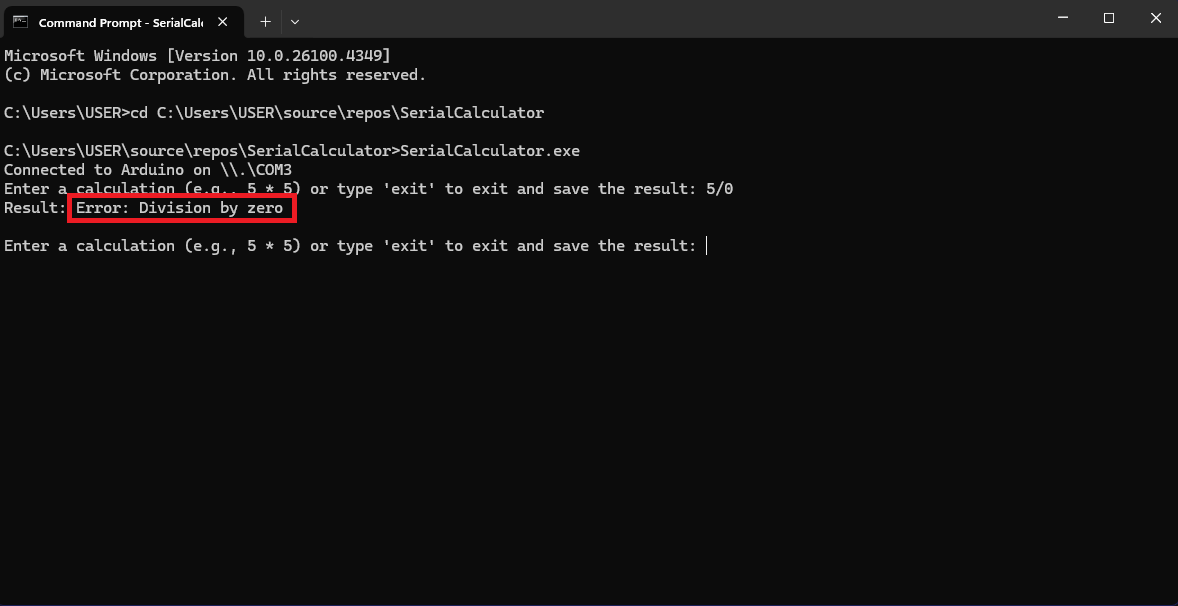 Command Prompt - SerialCalc
Microsoft Windows [Version 10.0.26100.4349]
(c) Microsoft Corporation. All rights reserved.
C:\Users\USER>cd C:\Users\USER\source\repos\SerialCalculator
C:\Users\USER\source\repos\SerialCalculator>SerialCalculator.exe
Connected to Arduino on \\.\COM3
Enter a calculation (e.g., 5 * 5) or type 'exit' to exit and save the result: 5/0
Result: Error: Division by zero
Enter a calculation (e.g., 5 * 5) or type 'exit' to exit and save the result: